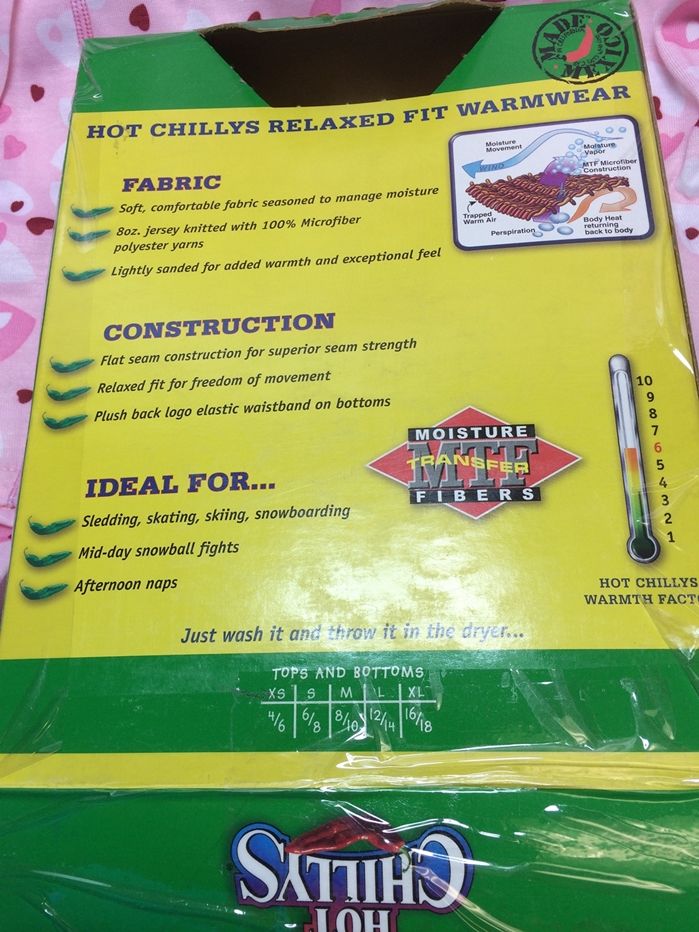 MADE
MEXICO
HOT CHILLYS RELAXED FIT WARMWEAR
Moisture
Movement
Moisture
Vapor
WIND
MTF Microfiber
Construction
Trapped
Warm Air
Perspiration
Body Heat
returning
back to body
FABRIC
Soft, comfortable fabric seasoned to manage moisture
8oz. jersey knitted with 100% Microfiber
polyester yarns
Lightly sanded for added warmth and exceptional feel
CONSTRUCTION
Flat seam construction for superior seam strength
Relaxed fit for freedom of movement
Plush back logo elastic waistband on bottoms
10
9
8
7
6
5
4
3
2
1
HOT CHILLYS
WARMTH FACTO
MOISTURE
MTF
TRANSFER
FIBERS
IDEAL FOR...
Sledding, skating, skiing, snowboarding
Mid-day snowball fights
Afternoon naps
Just wash it and throw it in the dryer...
TOPS AND BOTTOMS
XS S M L XL
4/6 6/8 8/10 12/14 16/18
HOT
CHILLYS